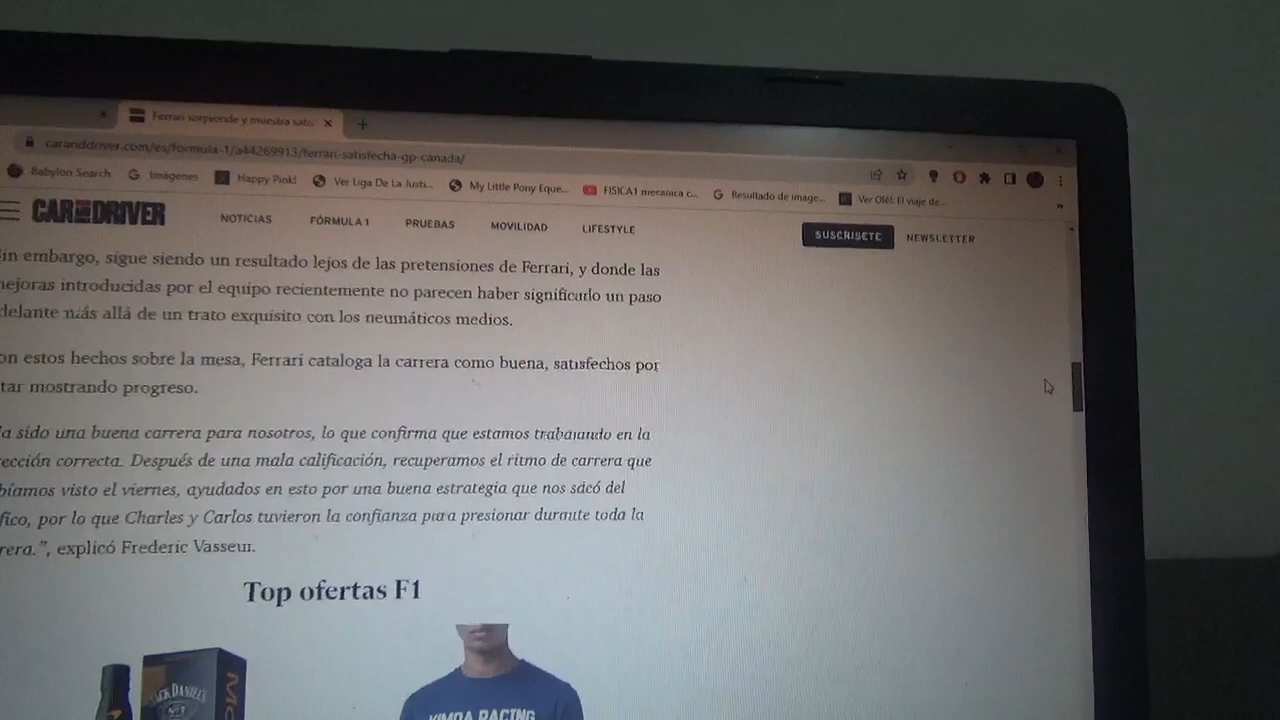 Ferrari sorprende y muestra satis
caranddriver.com/es/formula-1/a44269913/ferrari-satisfecha-gp-canada/
Babylon Search Imágenes Happy Pink! Ver Liga De La Justi... My Little Pony Eque... FISICA1 mecanica c... Resultado de image... Ver Olé!: El viaje de... »
CAR AND DRIVER NOTICIAS FÓRMULA 1 PRUEBAS MOVILIDAD LIFESTYLE SUSCRÍBETE NEWSLETTER
in embargo, sigue siendo un resultado lejos de las pretensiones de Ferrari, y donde las
nejoras introducidas por el equipo recientemente no parecen haber significado un paso
delante más allá de un trato exquisito con los neumáticos medios.
on estos hechos sobre la mesa, Ferrari cataloga la carrera como buena, satisfechos por
tar mostrando progreso.
a sido una buena carrera para nosotros, lo que confirma que estamos trabajando en la
ección correcta. Después de una mala calificación, recuperamos el ritmo de carrera que
bíamos visto el viernes, ayudados en esto por una buena estrategia que nos sacó del
fico, por lo que Charles y Carlos tuvieron la confianza para presionar durante toda la
rera.”, explicó Frederic Vasseur.
Top ofertas F1
JACK DANIEL'S
KIMOA RACING